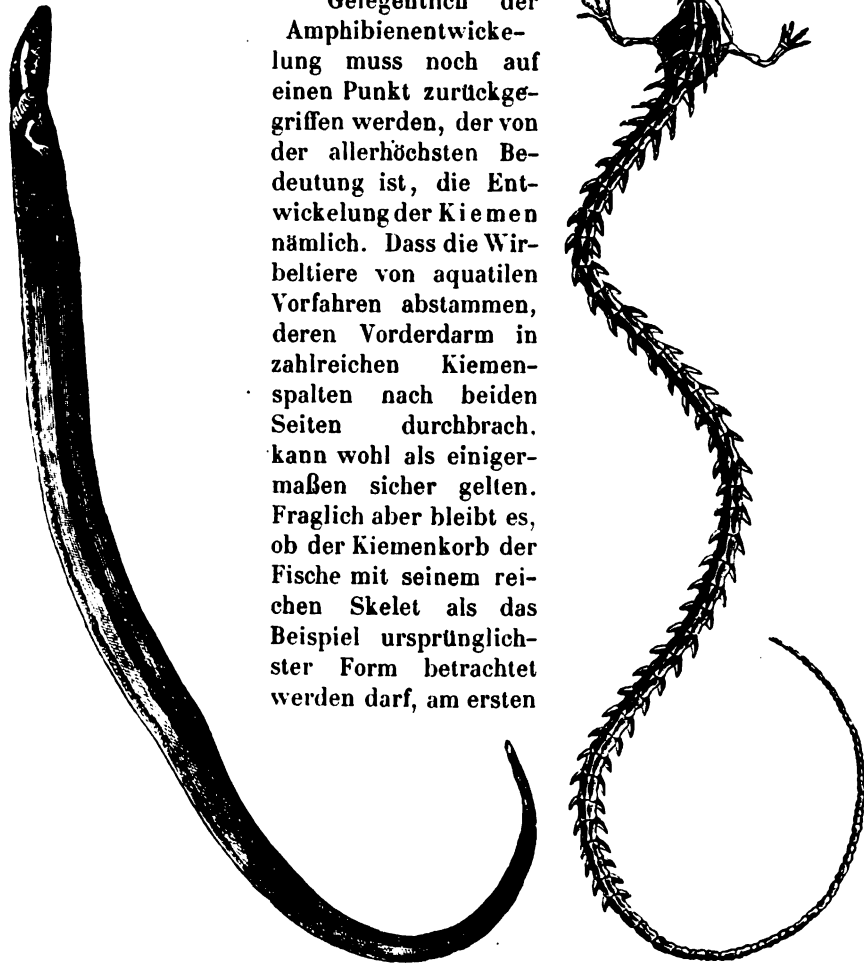 Gelegentlich der
Amphibienentwicke-
lung muss noch auf
einen Punkt zurückge-
griffen werden, der von
der allerhöchsten Be-
deutung ist, die Ent-
wickelung der Kiemen
nämlich. Dass die Wir-
beltiere von aquatilen
Vorfahren abstammen,
deren Vorderdarm in
zahlreichen Kiemen-
spalten nach beiden
Seiten durchbrach.
kann wohl als einiger-
maßen sicher gelten.
Fraglich aber bleibt es,
ob der Kiemenkorb der
Fische mit seinem rei-
chen Skelet als das
Beispiel ursprünglich-
ster Form betrachtet
werden darf, am ersten